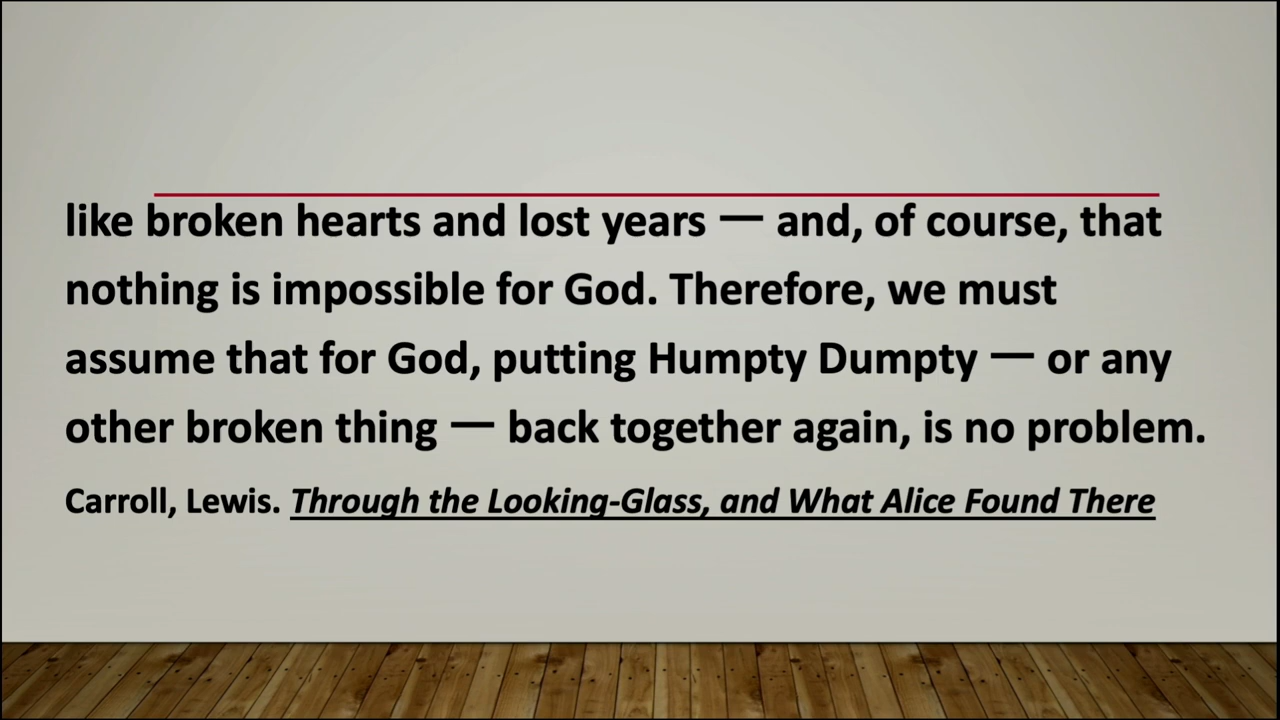 like broken hearts and lost years — and, of course, that
nothing is impossible for God. Therefore, we must
assume that for God, putting Humpty Dumpty — or any
other broken thing — back together again, is no problem.
Carroll, Lewis. Through the Looking-Glass, and What Alice Found There